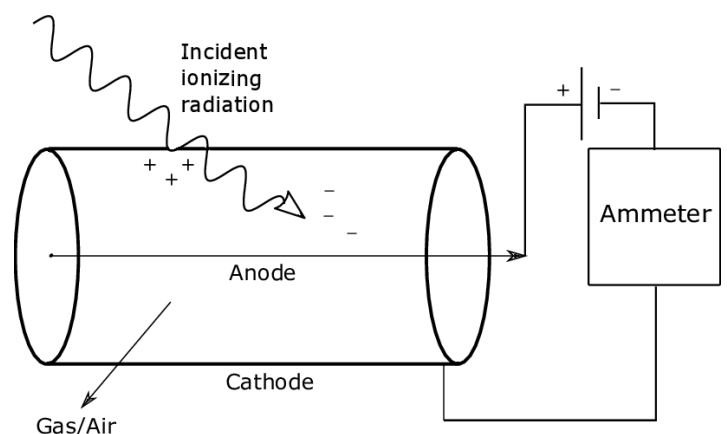 Incident
ionizing
radiation
+ −
+ + +
−
−
−
Ammeter
Anode
Cathode
Gas/Air